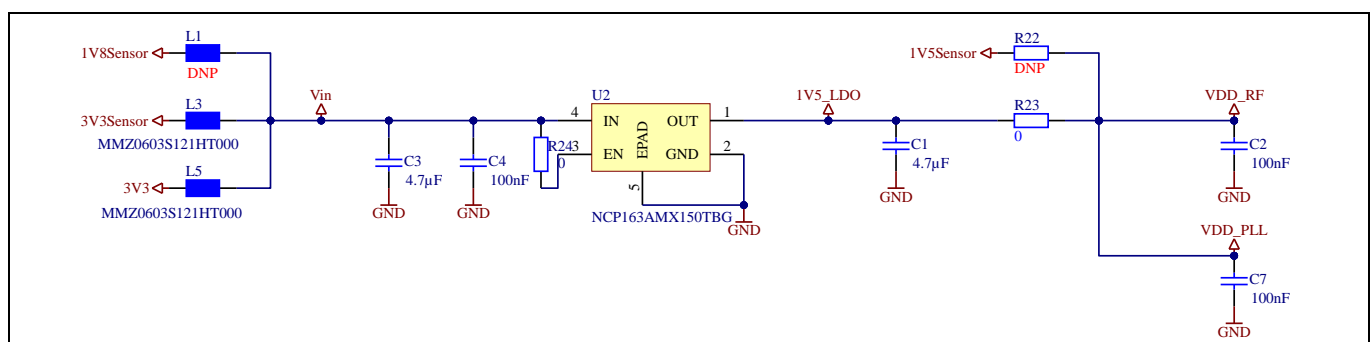 L1
1V8Sensor
DNP
L3
3V3Sensor
MMZ0603S121HT000
L5
3V3
MMZ0603S121HT000
Vin
C3
4.7µF
GND
C4
100nF
GND
R24
0
U2
4
IN
OUT
1
3
EN
EPAD
GND
2
5
NCP163AMX150TBG
GND
1V5_LDO
C1
4.7µF
GND
R22
1V5Sensor
DNP
R23
0
VDD_RF
C2
100nF
GND
VDD_PLL
C7
100nF
GND